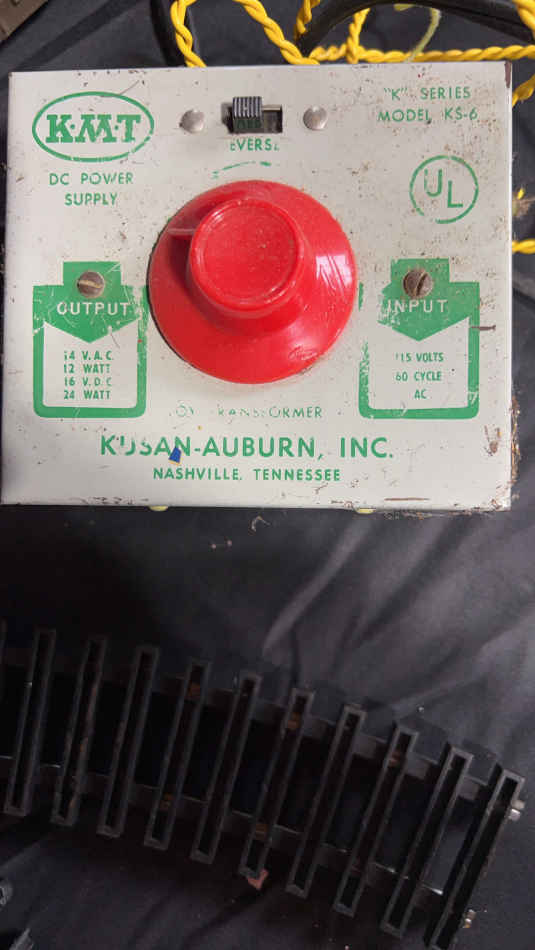 K·M·T
DC POWER
SUPPLY
EVERSE
"K" SERIES
MODEL KS-6
UL
OUTPUT
14 V.A.C.
12 WATT
16 V.D.C.
24 WATT
INPUT
115 VOLTS
60 CYCLE
AC
TOY TRANSFORMER
KUSAN-AUBURN, INC.
NASHVILLE, TENNESSEE